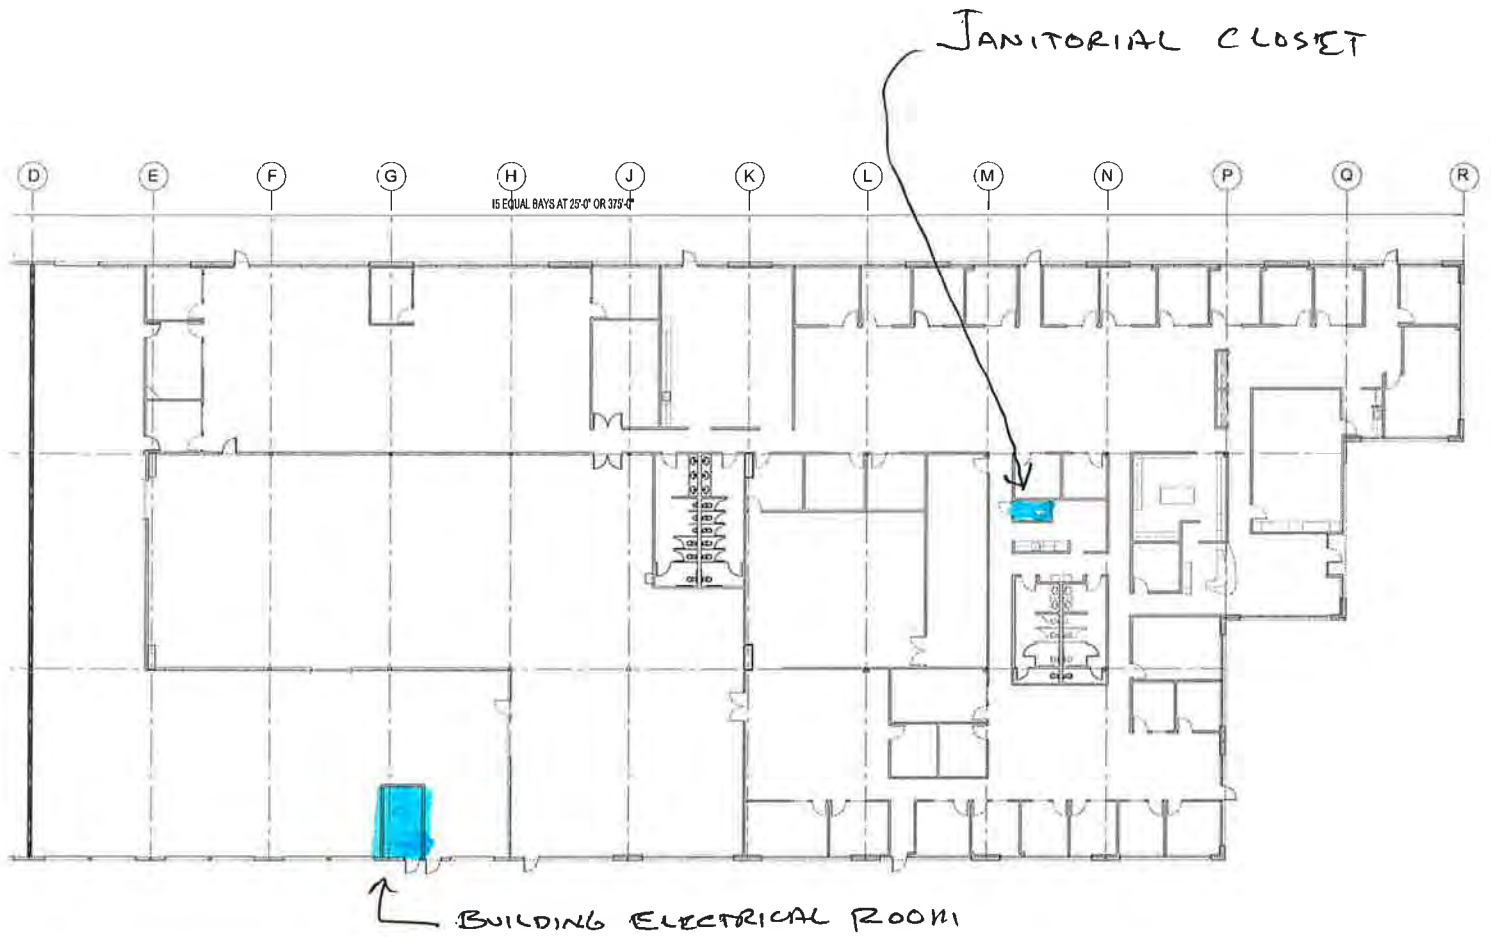 JANITORIAL CLOSET
D E F G H J K L M N P Q R
15 EQUAL BAYS AT 25'-0" OR 375'-0"
BUILDING ELECTRICAL ROOM